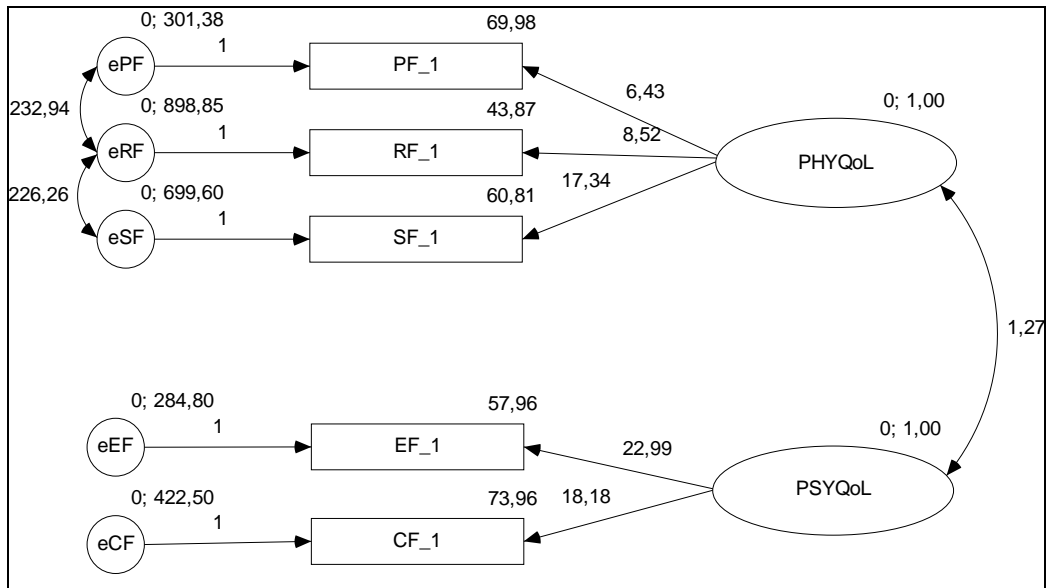 0; 301,38
69,98
1
ePF
PF_1
6,43
232,94
0; 898,85
43,87
0; 1,00
1
8,52
eRF
RF_1
PHYQoL
17,34
226,26
0; 699,60
60,81
1
eSF
SF_1
1,27
0; 284,80
57,96
1
0; 1,00
eEF
EF_1
22,99
PSYQoL
0; 422,50
73,96
18,18
1
eCF
CF_1